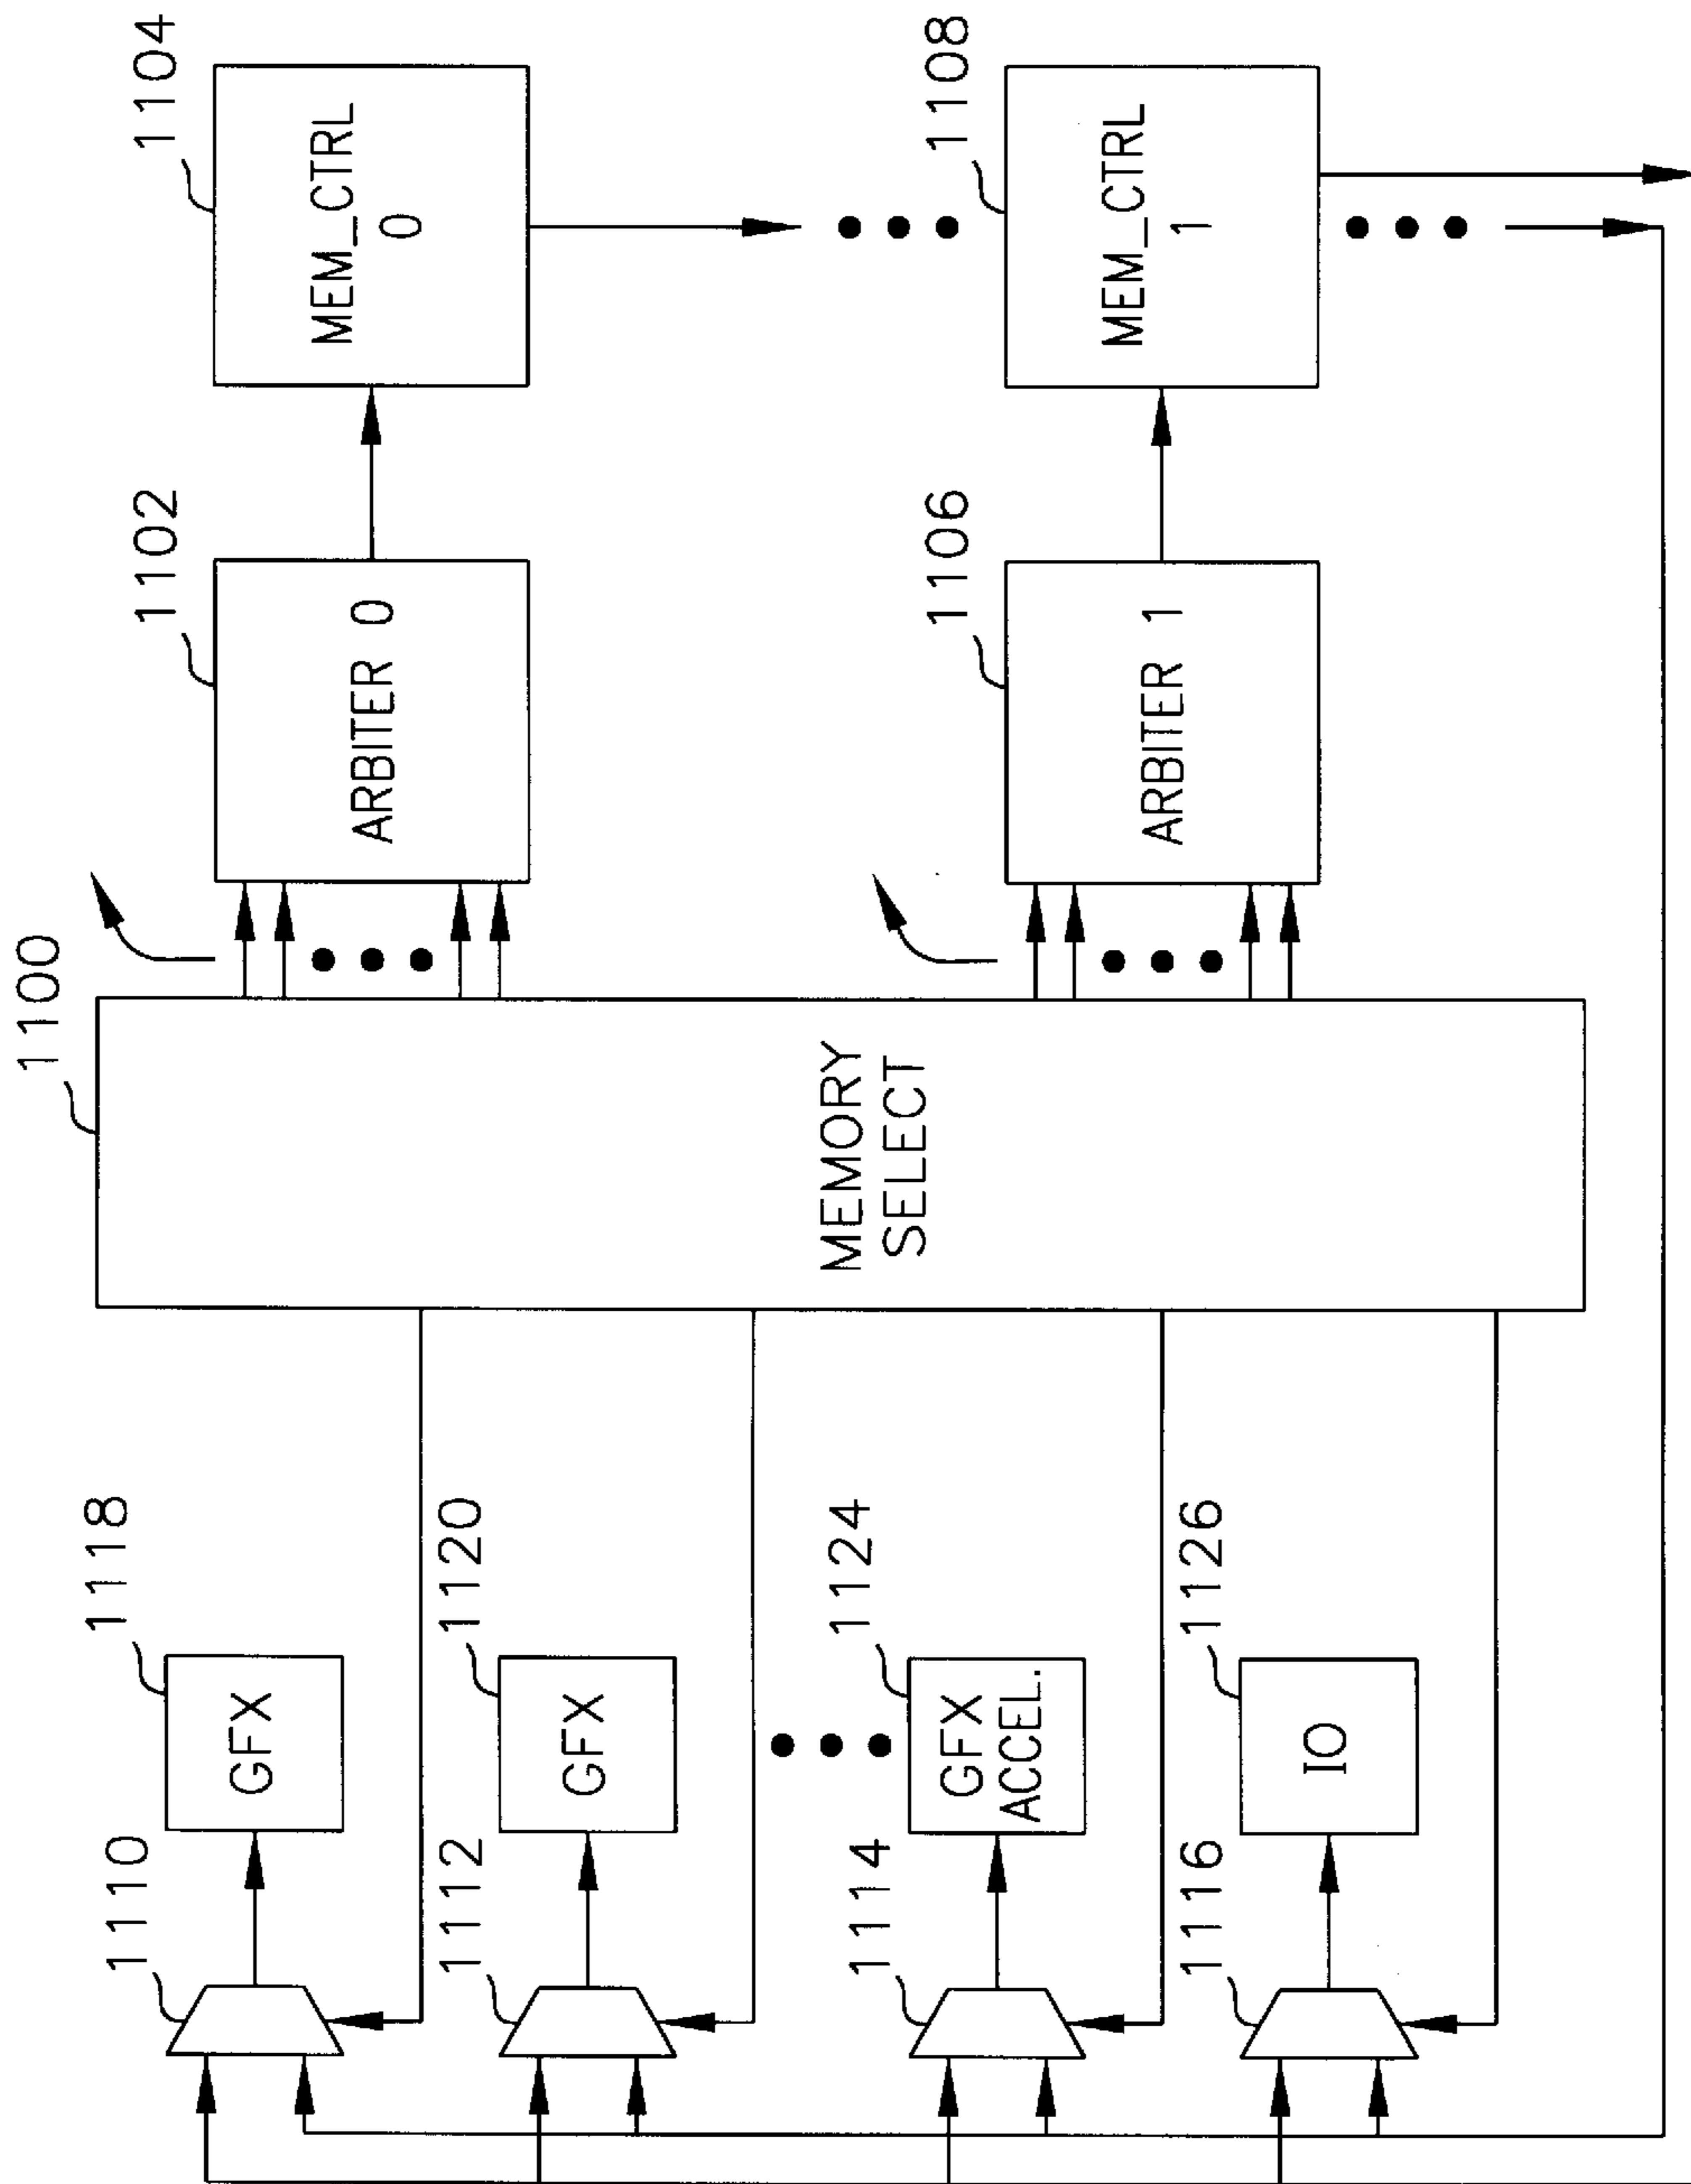 1104
MEM_CTRL
0
1108
MEM_CTRL
1
1102
ARBITER 0
1106
ARBITER 1
1100
MEMORY
SELECT
1118
GFX
1120
GFX
1124
GFX
ACCEL.
1126
IO
1110
1112
1114
1116